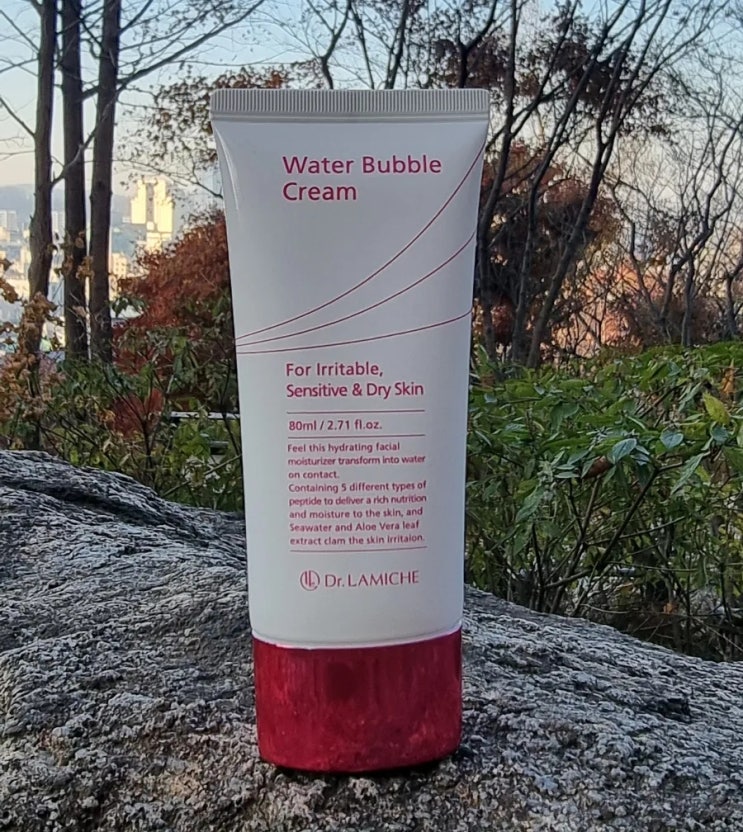 Water Bubble
Cream
For Irritable,
Sensitive & Dry Skin
80ml / 2.71 fl.oz.
Feel this hydrating facial
moisturizer transform into water
on contact.
Containing 5 different types of
peptide to deliver a rich nutrition
and moisture to the skin, and
Seawater and Aloe Vera leaf
extract clam the skin irritaion.
Dr.LAMICHE